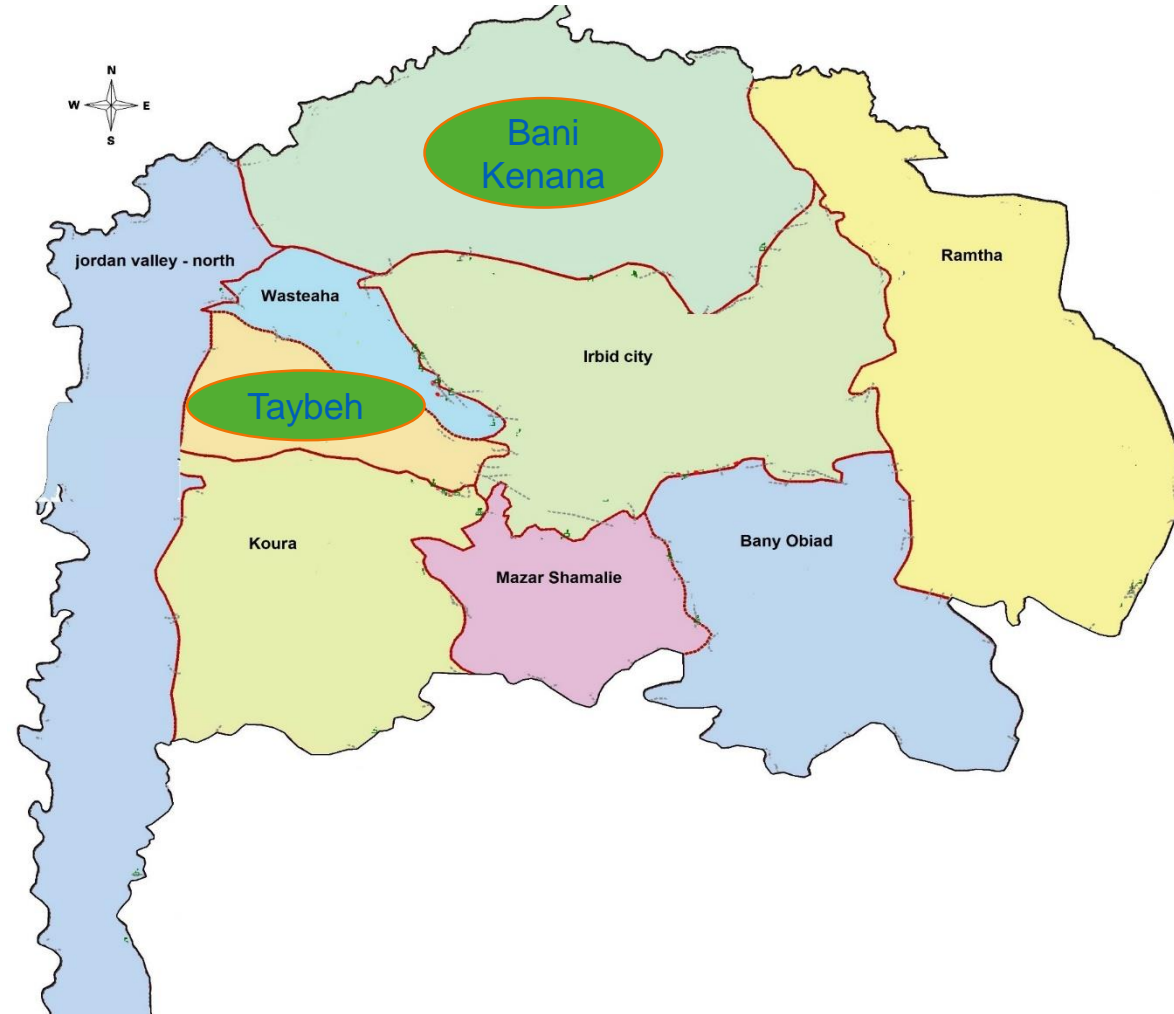 N
W E
S
Bani
Kenana
jordan valley - north
Ramtha
Wasteaha
Irbid city
Taybeh
Koura
Bany Obiad
Mazar Shamalie